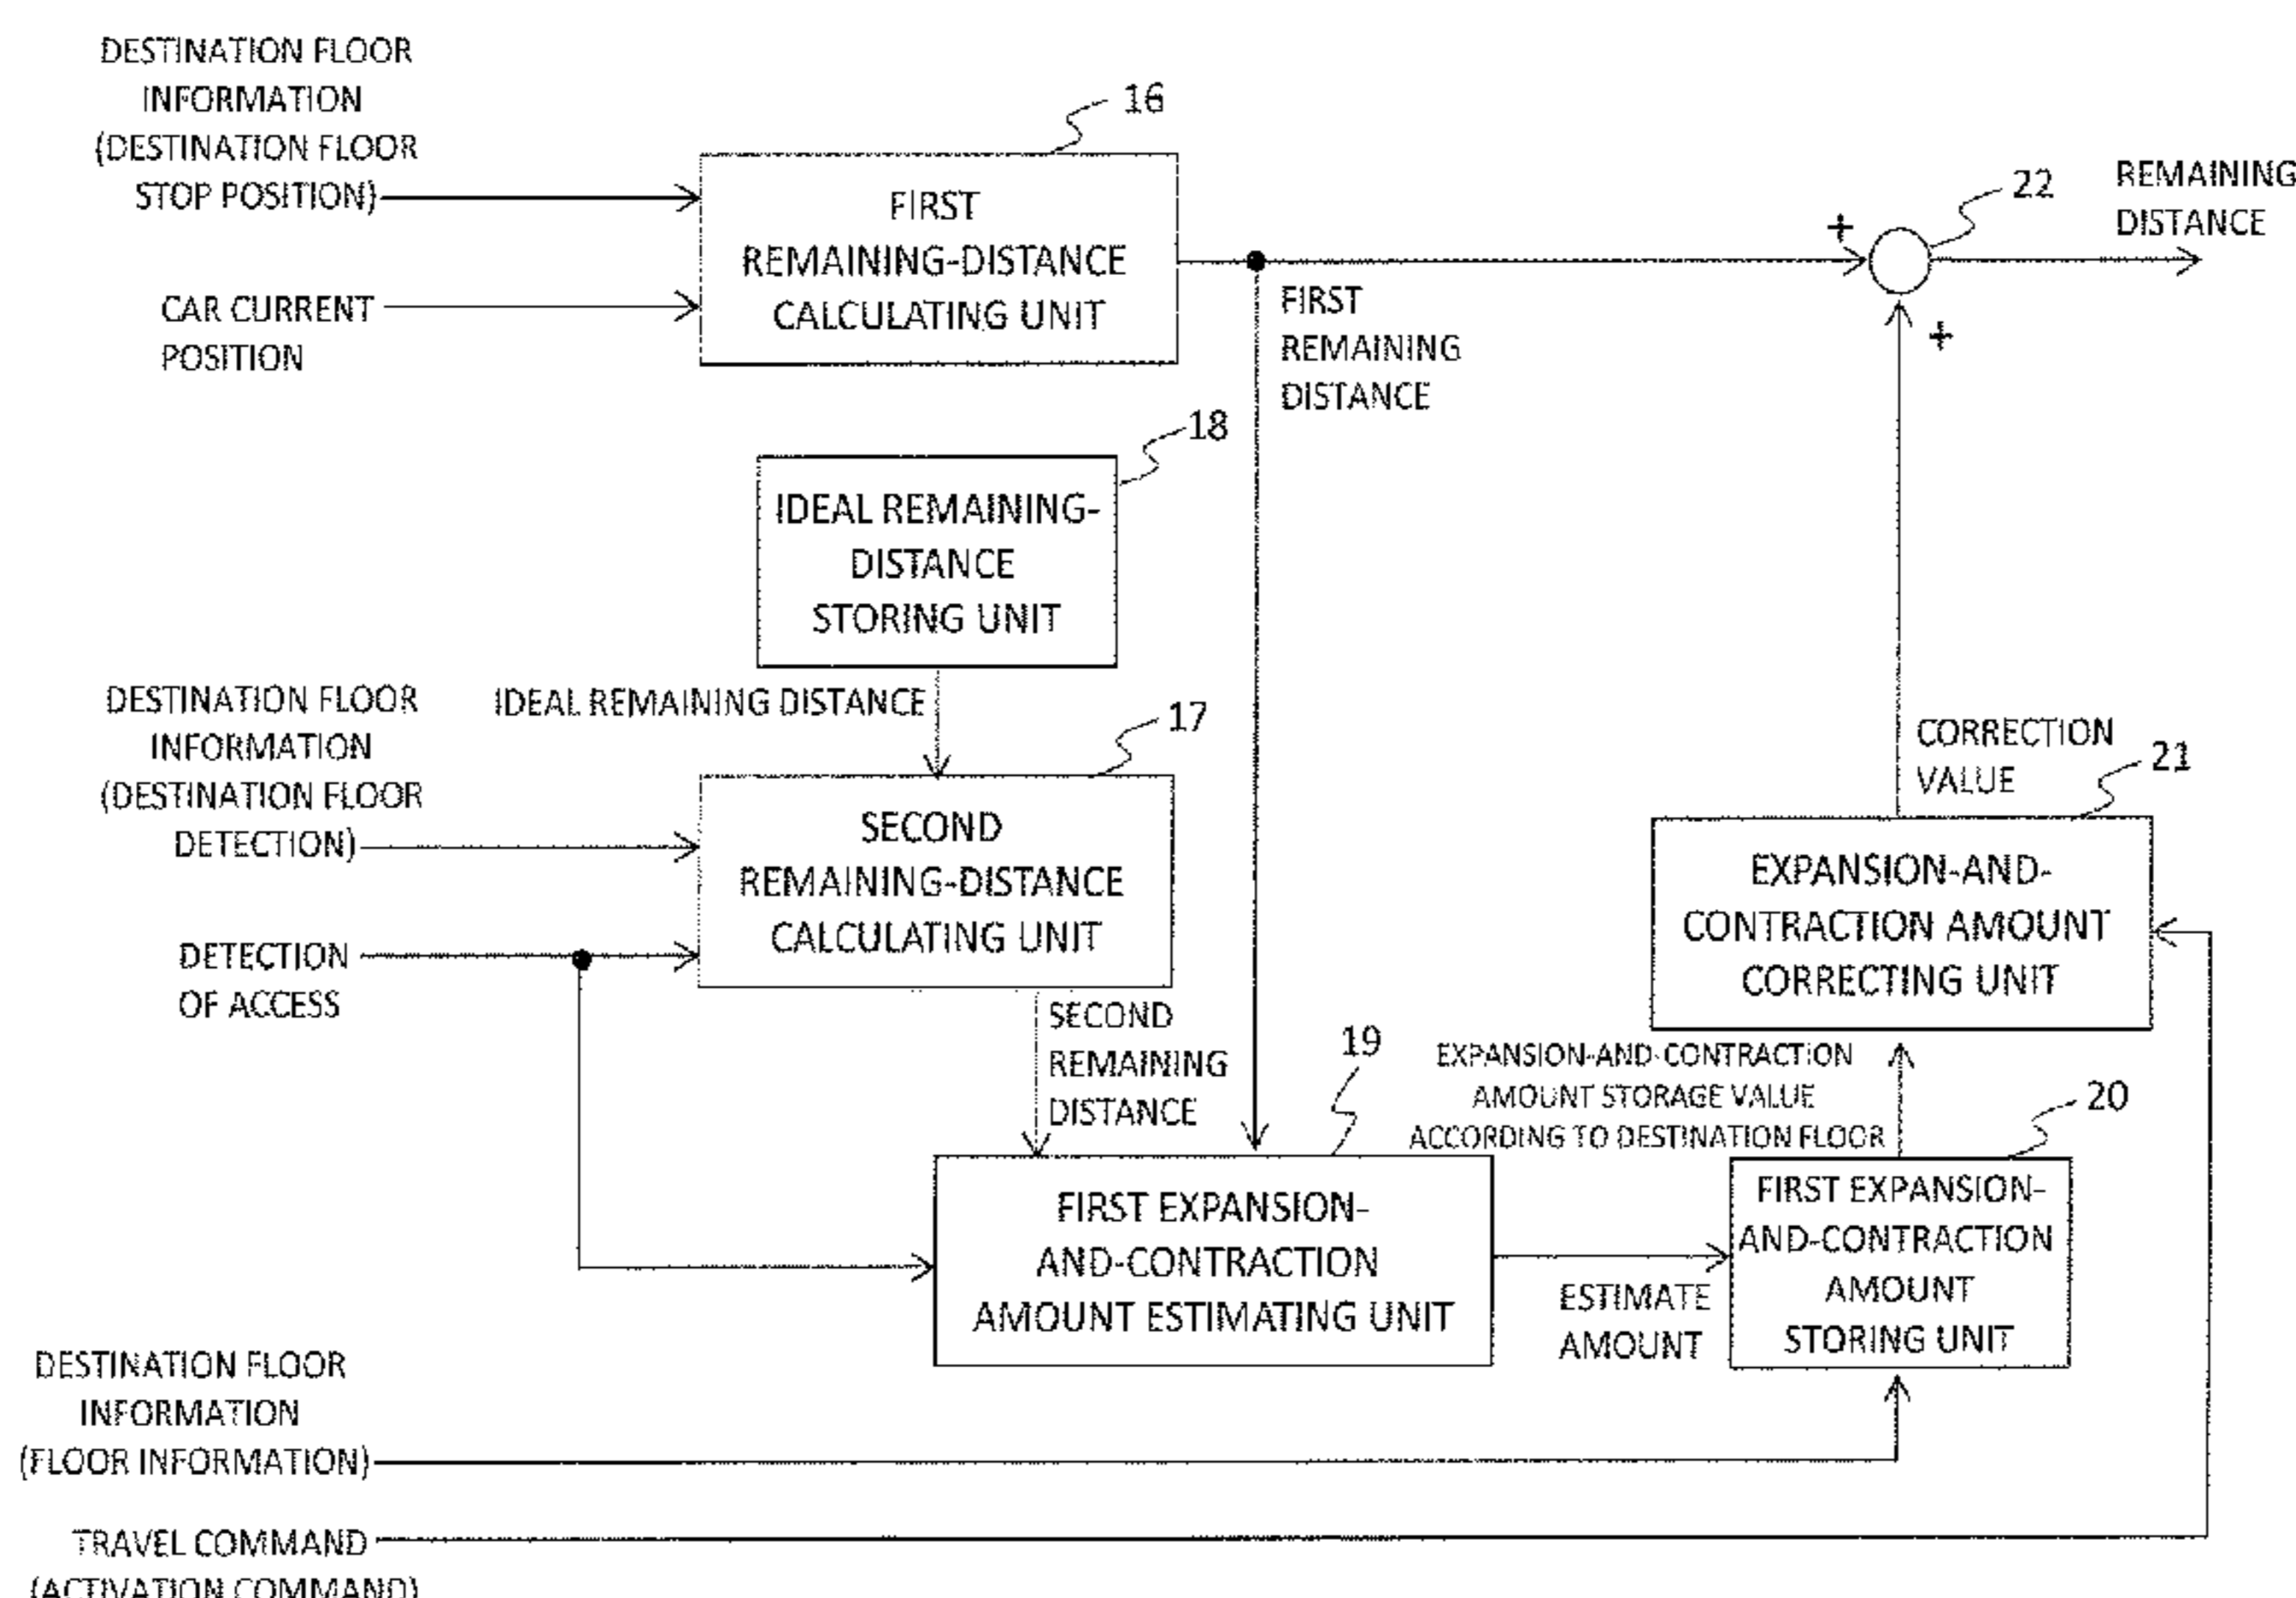 DESTINATION FLOOR
INFORMATION
(DESTINATION FLOOR
STOP POSITION)
CAR CURRENT
POSITION
16
FIRST
REMAINING-DISTANCE
CALCULATING UNIT
FIRST
REMAINING
DISTANCE
+
+
22
REMAINING
DISTANCE
18
IDEAL REMAINING-
DISTANCE
STORING UNIT
IDEAL REMAINING DISTANCE
DESTINATION FLOOR
INFORMATION
(DESTINATION FLOOR
DETECTION)
DETECTION
OF ACCESS
17
SECOND
REMAINING-DISTANCE
CALCULATING UNIT
SECOND
REMAINING
DISTANCE
CORRECTION
VALUE
21
EXPANSION-AND-
CONTRACTION AMOUNT
CORRECTING UNIT
EXPANSION-AND-CONTRACTION
AMOUNT STORAGE VALUE
ACCORDING TO DESTINATION FLOOR
19
FIRST EXPANSION-
AND-CONTRACTION
AMOUNT ESTIMATING UNIT
ESTIMATE
AMOUNT
20
FIRST EXPANSION-
AND-CONTRACTION
AMOUNT
STORING UNIT
DESTINATION FLOOR
INFORMATION
(FLOOR INFORMATION)
TRAVEL COMMAND
(ACTIVATION COMMAND)